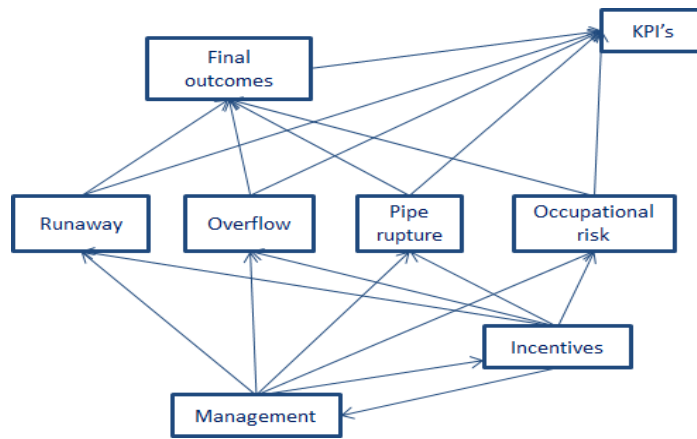 KPI's
Final
outcomes
Runaway
Overflow
Pipe
rupture
Occupational
risk
Incentives
Management